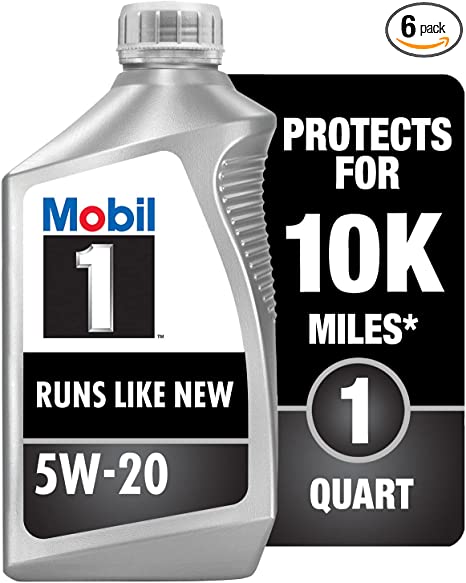 6 pack
Mobil
1
™
RUNS LIKE NEW
5W-20
PROTECTS
FOR
10K
MILES*
1
QUART